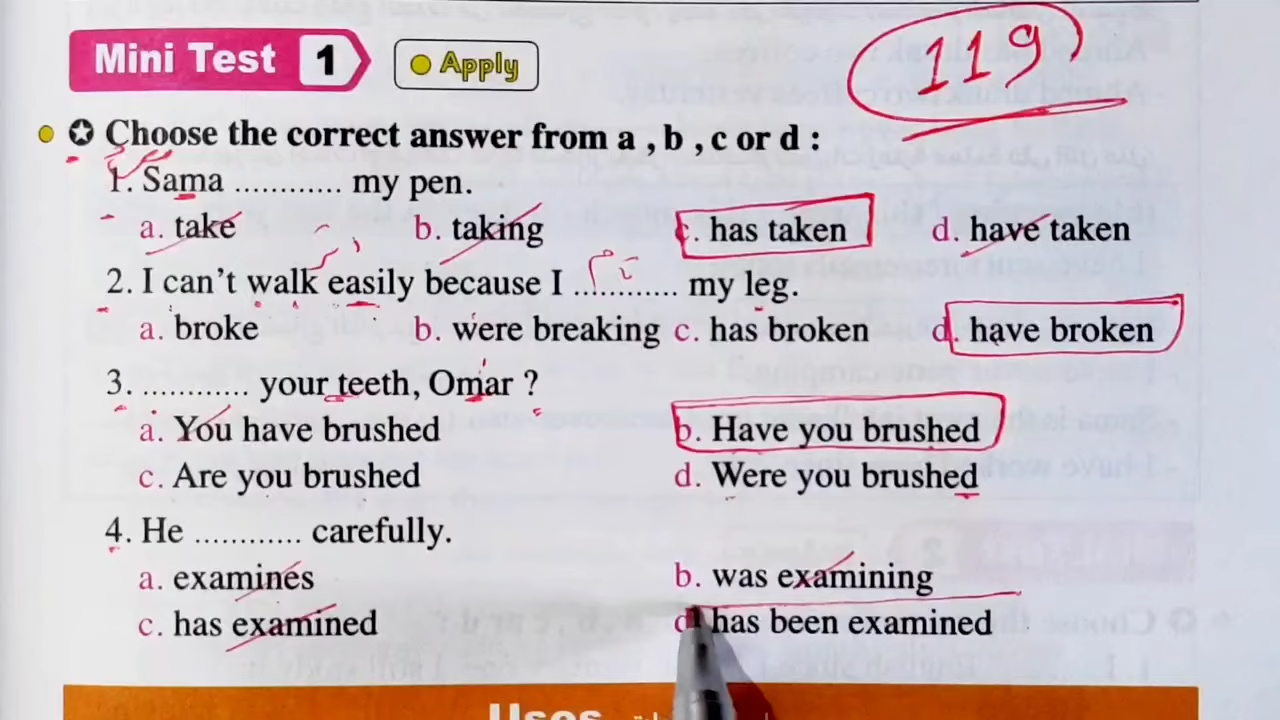 Mini Test 1 Apply
119
Choose the correct answer from a , b , c or d :
1. Sama ............ my pen.
a. take b. taking c. has taken d. have taken
2. I can't walk easily because I ............ my leg.
a. broke b. were breaking c. has broken d. have broken
3. ............ your teeth, Omar ?
a. You have brushed b. Have you brushed
c. Are you brushed d. Were you brushed
4. He ............ carefully.
a. examines b. was examining
c. has examined d. has been examined
Uses